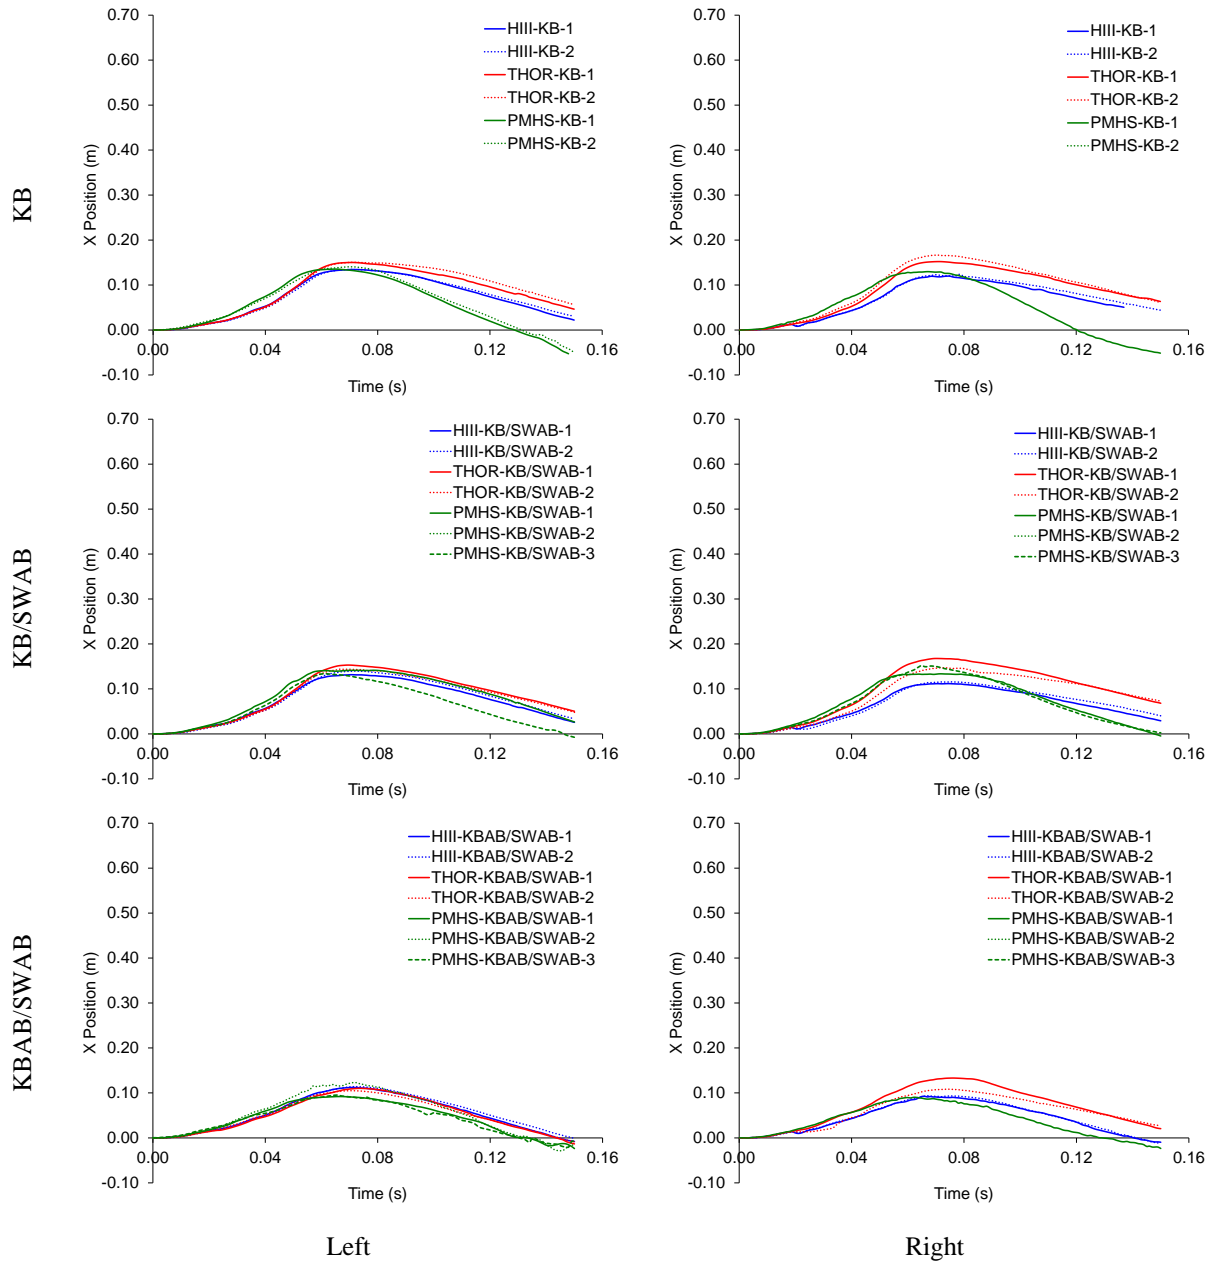 KB
X Position (m)
0.70
0.60
0.50
0.40
0.30
0.20
0.10
0.00
-0.10
0.00
0.04
0.08
0.12
0.16
Time (s)
HIII-KB-1
HIII-KB-2
THOR-KB-1
THOR-KB-2
PMHS-KB-1
PMHS-KB-2
X Position (m)
0.70
0.60
0.50
0.40
0.30
0.20
0.10
0.00
-0.10
0.00
0.04
0.08
0.12
0.16
Time (s)
HIII-KB-1
HIII-KB-2
THOR-KB-1
THOR-KB-2
PMHS-KB-1
PMHS-KB-2
KB/SWAB
X Position (m)
0.70
0.60
0.50
0.40
0.30
0.20
0.10
0.00
-0.10
0.00
0.04
0.08
0.12
0.16
Time (s)
HIII-KB/SWAB-1
HIII-KB/SWAB-2
THOR-KB/SWAB-1
THOR-KB/SWAB-2
PMHS-KB/SWAB-1
PMHS-KB/SWAB-2
PMHS-KB/SWAB-3
X Position (m)
0.70
0.60
0.50
0.40
0.30
0.20
0.10
0.00
-0.10
0.00
0.04
0.08
0.12
0.16
Time (s)
HIII-KB/SWAB-1
HIII-KB/SWAB-2
THOR-KB/SWAB-1
THOR-KB/SWAB-2
PMHS-KB/SWAB-1
PMHS-KB/SWAB-2
PMHS-KB/SWAB-3
KBAB/SWAB
X Position (m)
0.70
0.60
0.50
0.40
0.30
0.20
0.10
0.00
-0.10
0.00
0.04
0.08
0.12
0.16
Time (s)
HIII-KBAB/SWAB-1
HIII-KBAB/SWAB-2
THOR-KBAB/SWAB-1
THOR-KBAB/SWAB-2
PMHS-KBAB/SWAB-1
PMHS-KBAB/SWAB-2
PMHS-KBAB/SWAB-3
X Position (m)
0.70
0.60
0.50
0.40
0.30
0.20
0.10
0.00
-0.10
0.00
0.04
0.08
0.12
0.16
Time (s)
HIII-KBAB/SWAB-1
HIII-KBAB/SWAB-2
THOR-KBAB/SWAB-1
THOR-KBAB/SWAB-2
PMHS-KBAB/SWAB-1
PMHS-KBAB/SWAB-2
PMHS-KBAB/SWAB-3
Left
Right